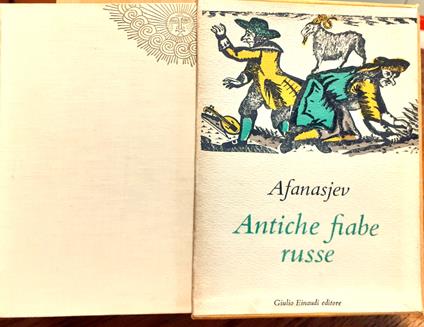 Afanasjev
Antiche fiabe
russe
Giulio Einaudi editore